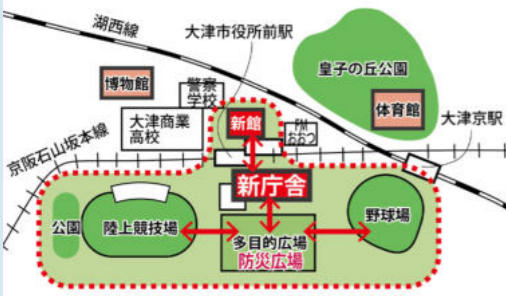 湖西線
大津市役所前駅
皇子の丘公園
博物館
警察
学校
体育館
新館
FM
おおつ
大津商業
高校
大津京駅
京阪石山坂本線
新庁舎
公園
陸上競技場
野球場
多目的広場
防災広場